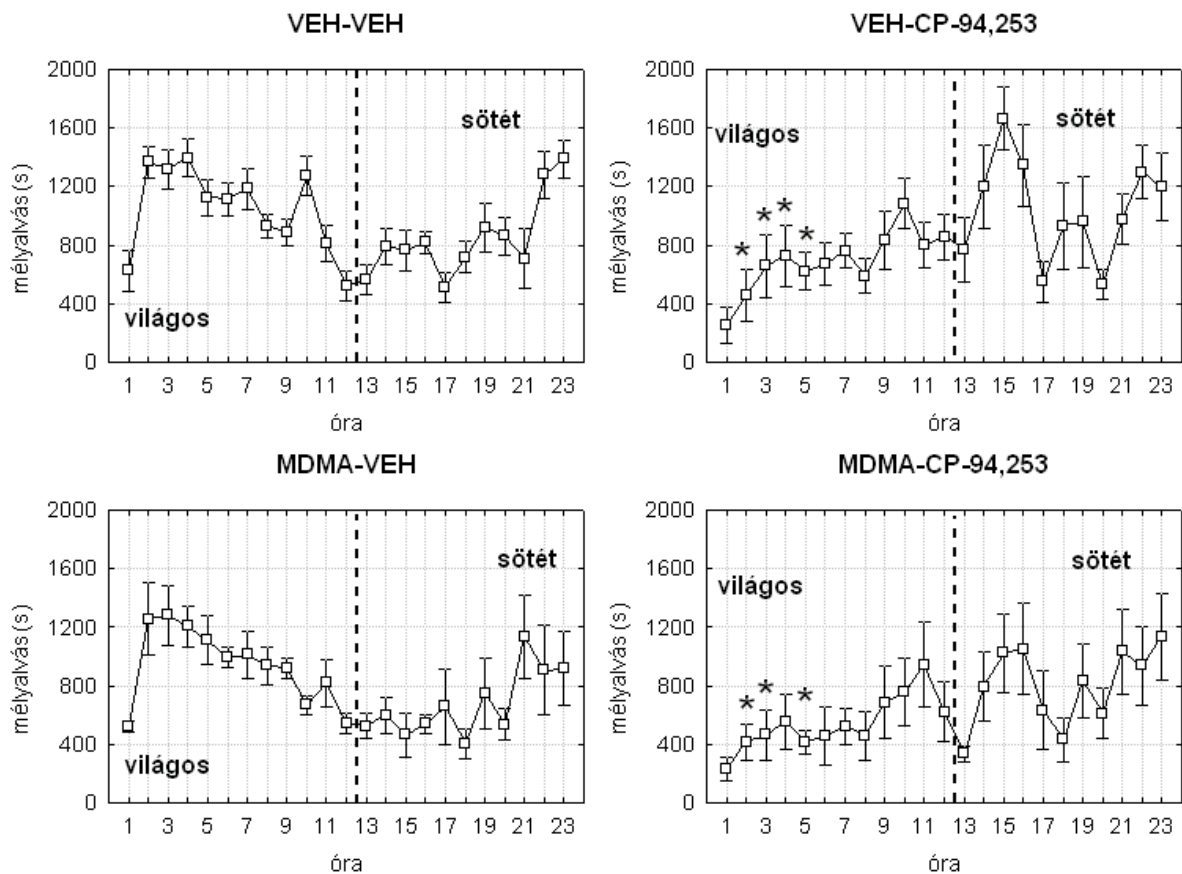 VEH-VEH
2000
1600
1200
800
400
0
mélyalvás (s)
sötét
világos
1 3 5 7 9 11 13 15 17 19 21 23
óra
VEH-CP-94,253
2000
1600
1200
800
400
0
mélyalvás (s)
világos
sötét
* * * *
1 3 5 7 9 11 13 15 17 19 21 23
óra
MDMA-VEH
2000
1600
1200
800
400
0
mélyalvás (s)
sötét
világos
1 3 5 7 9 11 13 15 17 19 21 23
óra
MDMA-CP-94,253
2000
1600
1200
800
400
0
mélyalvás (s)
világos
sötét
* * *
1 3 5 7 9 11 13 15 17 19 21 23
óra